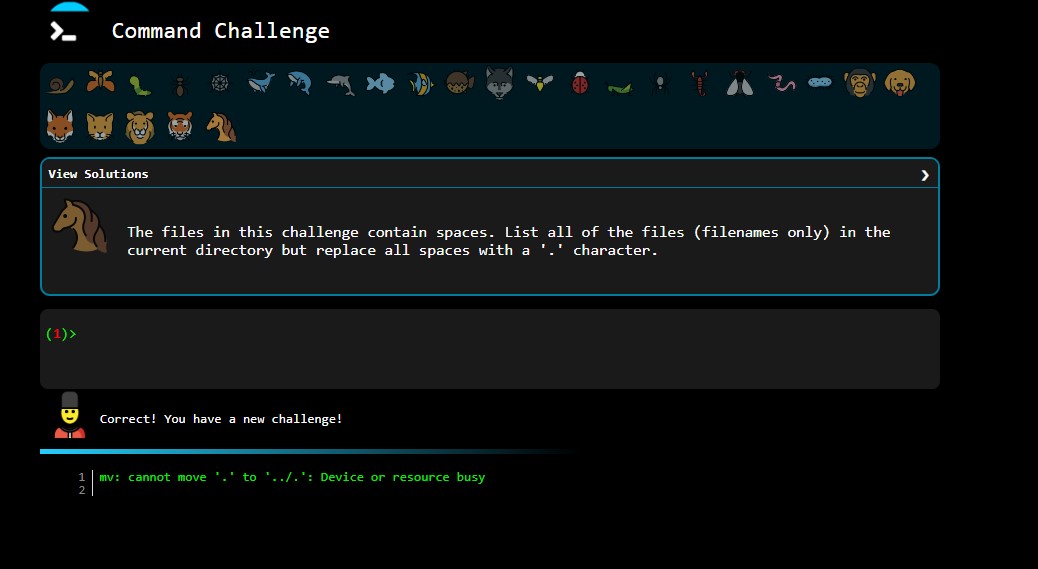 Command Challenge
View Solutions
The files in this challenge contain spaces. List all of the files (filenames only) in the
current directory but replace all spaces with a '.' character.
(1)>
Correct! You have a new challenge!
1 mv: cannot move '.' to '../.': Device or resource busy
2